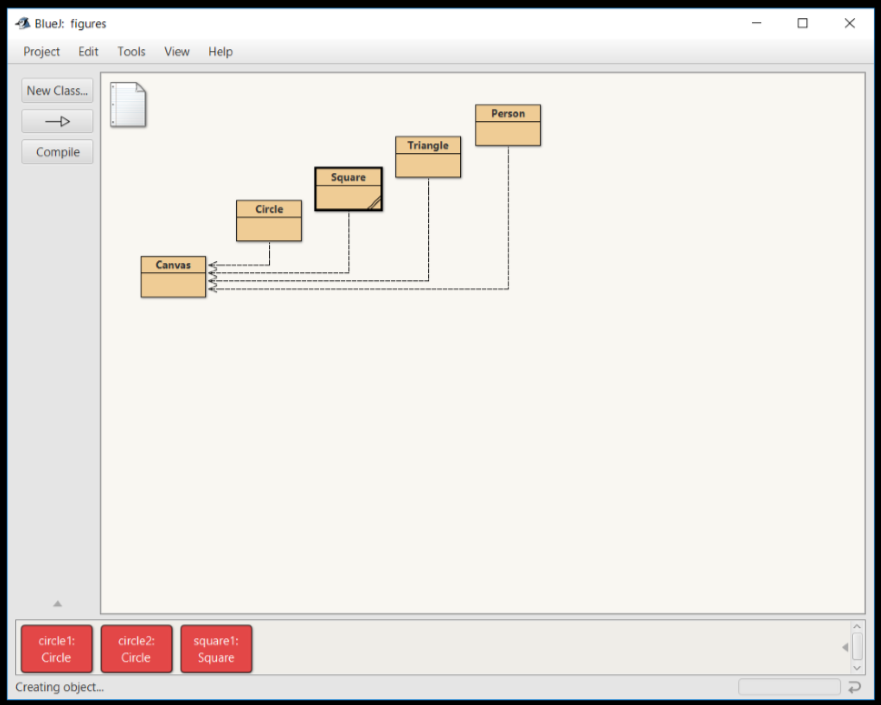 BlueJ: figures
Project Edit Tools View Help
New Class...
Compile
Person
Triangle
Square
Circle
Canvas
circle1:
Circle
circle2:
Circle
square1:
Square
Creating object...